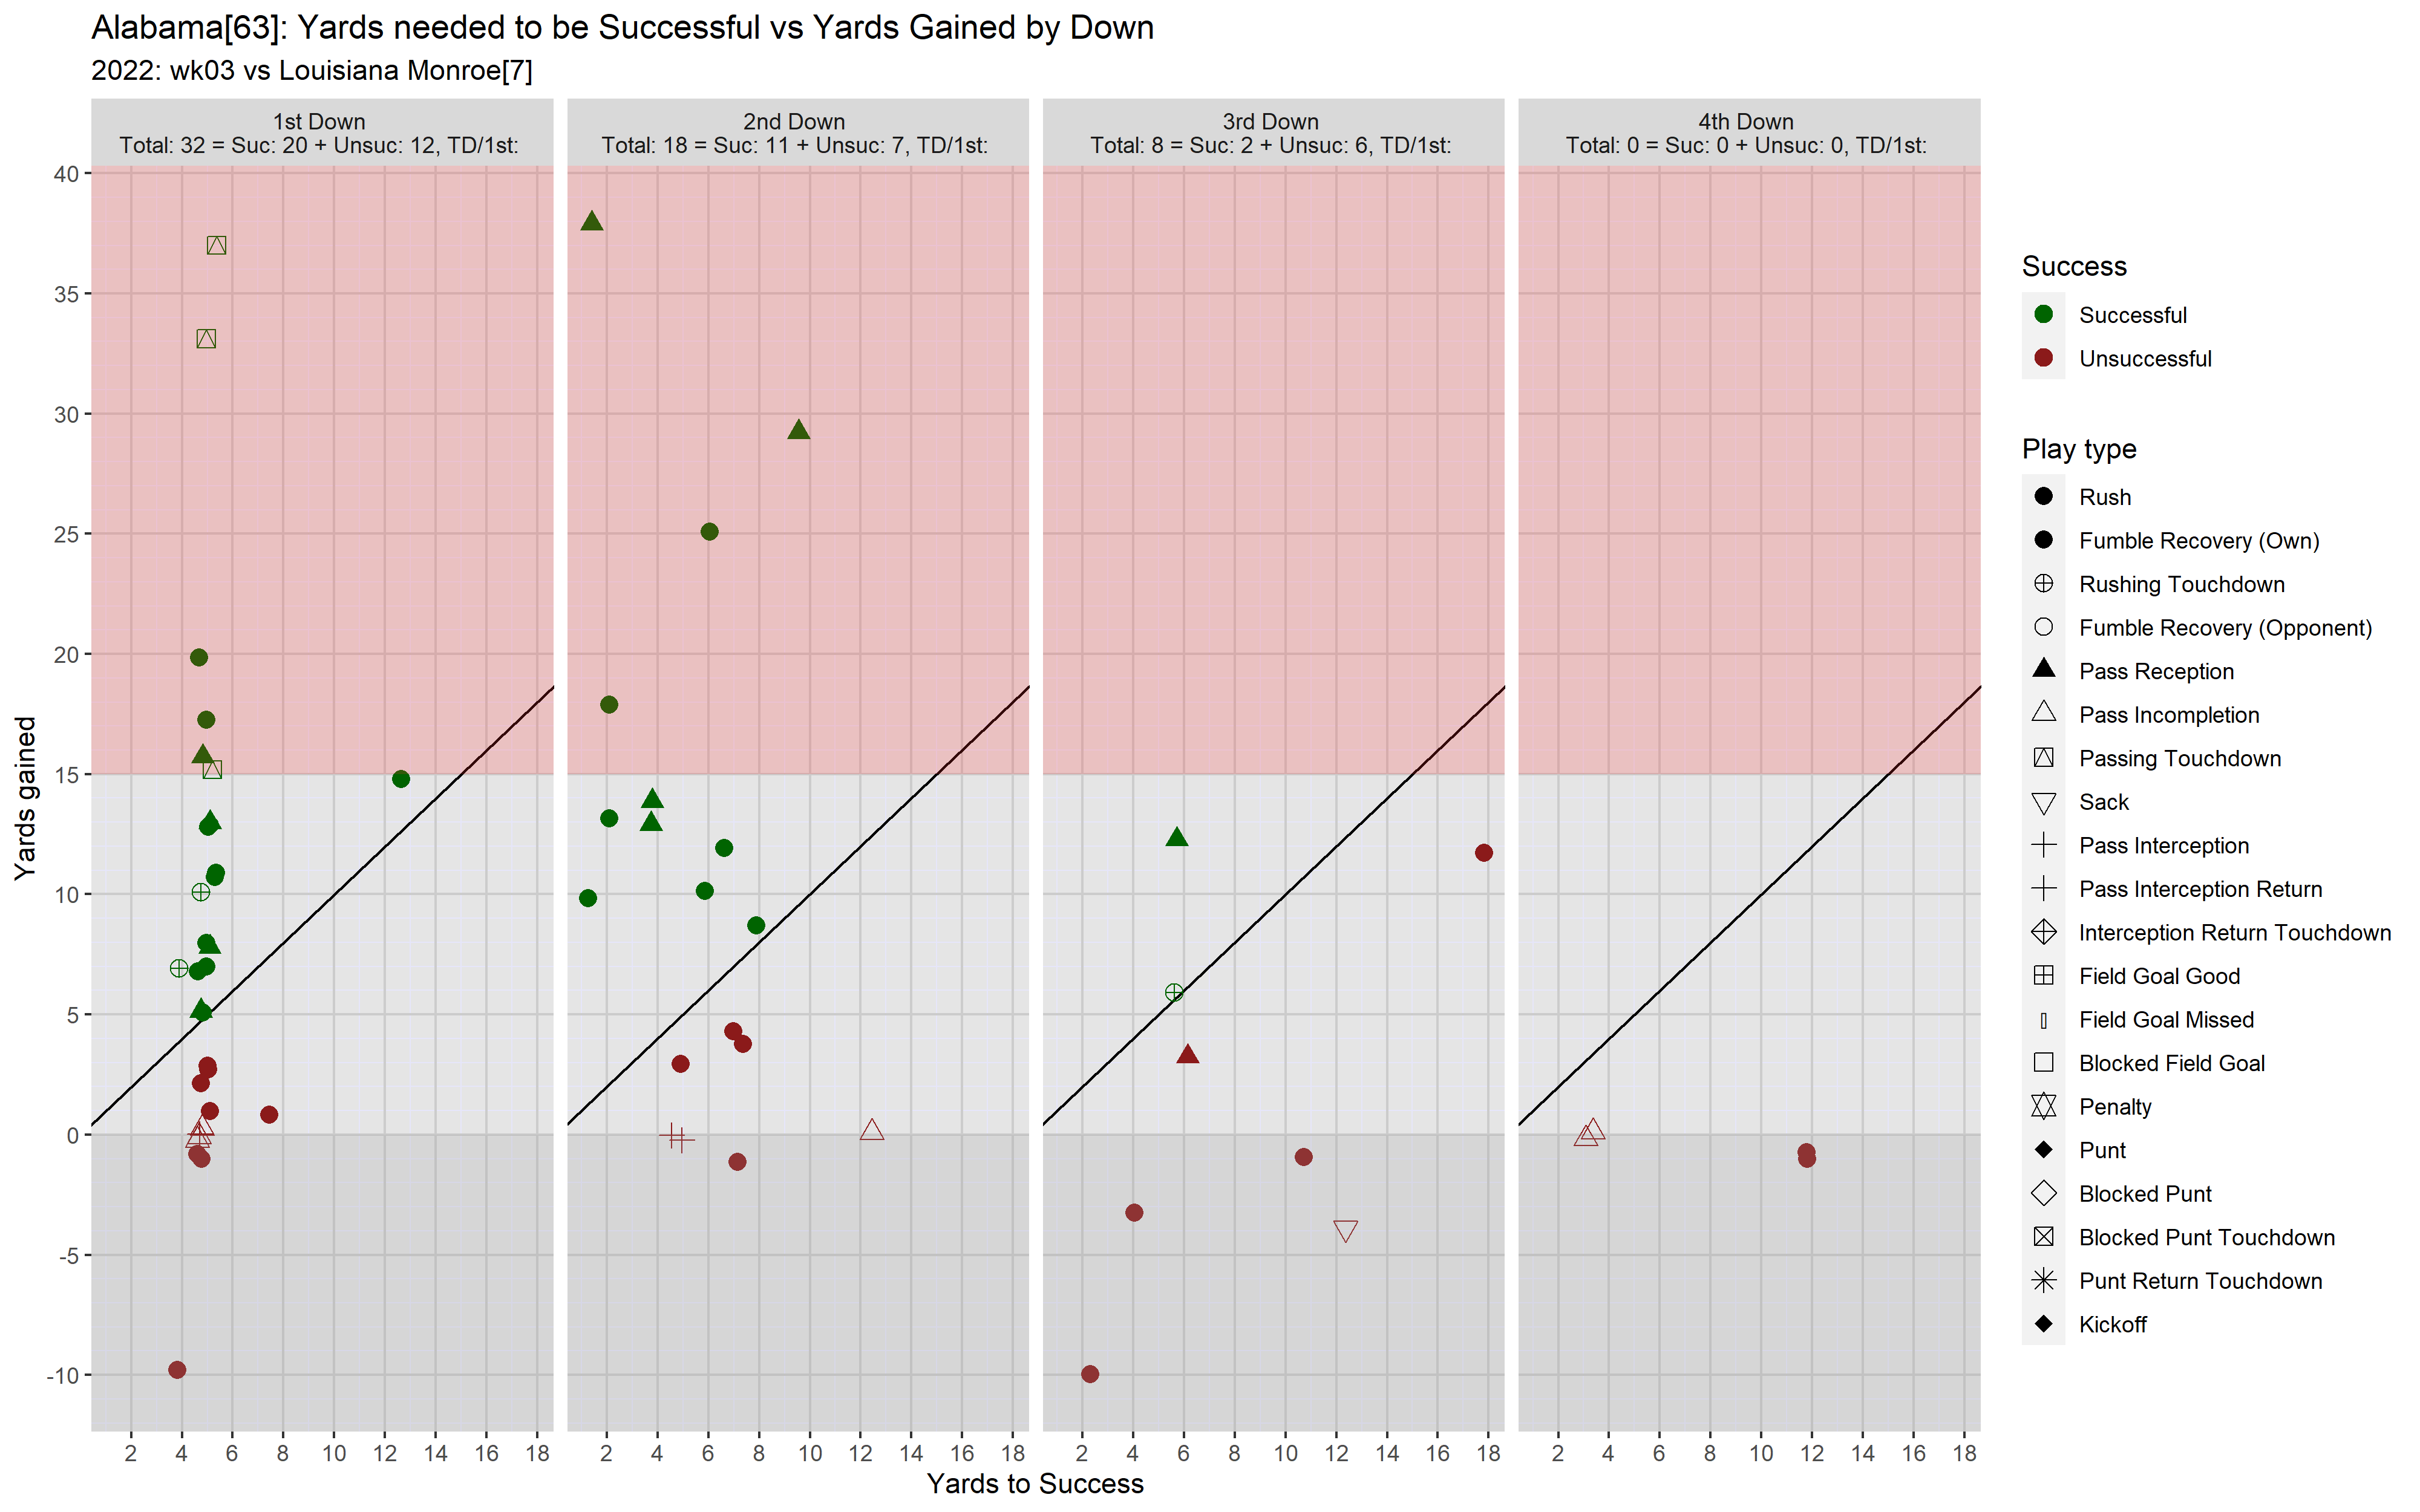 Alabama[63]: Yards needed to be Successful vs Yards Gained by Down
2022: wk03 vs Louisiana Monroe[7]
1st Down
Total: 32 = Suc: 20 + Unsuc: 12, TD/1st:
2nd Down
Total: 18 = Suc: 11 + Unsuc: 7, TD/1st:
3rd Down
Total: 8 = Suc: 2 + Unsuc: 6, TD/1st:
4th Down
Total: 0 = Suc: 0 + Unsuc: 0, TD/1st:
Yards gained
40
35
30
25
20
15
10
5
0
-5
-10
2 4 6 8 10 12 14 16 18
2 4 6 8 10 12 14 16 18
2 4 6 8 10 12 14 16 18
2 4 6 8 10 12 14 16 18
Yards to Success
Success
Successful
Unsuccessful
Play type
Rush
Fumble Recovery (Own)
Rushing Touchdown
Fumble Recovery (Opponent)
Pass Reception
Pass Incompletion
Passing Touchdown
Sack
Pass Interception
Pass Interception Return
Interception Return Touchdown
Field Goal Good
Field Goal Missed
Blocked Field Goal
Penalty
Punt
Blocked Punt
Blocked Punt Touchdown
Punt Return Touchdown
Kickoff